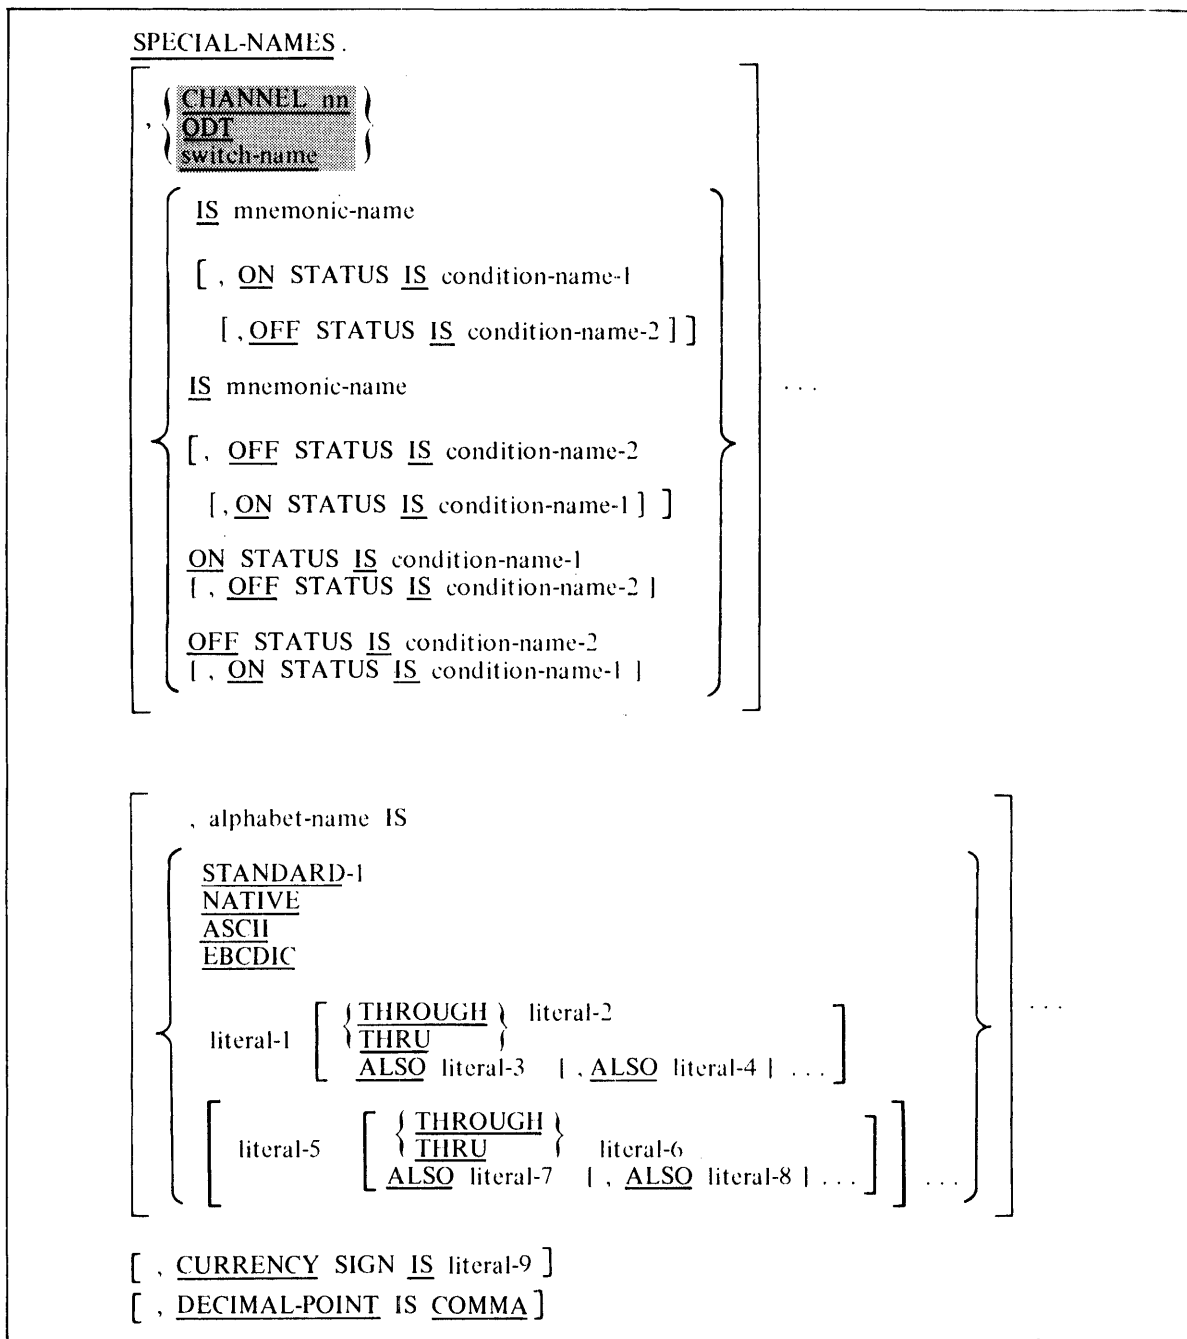 SPECIAL-NAMES .
, { CHANNEL nn }
ODT
switch-name
IS mnemonic-name
[ , ON STATUS IS condition-name-1
[ , OFF STATUS IS condition-name-2 ] ]
IS mnemonic-name
[ , OFF STATUS IS condition-name-2
[ , ON STATUS IS condition-name-1 ] ]
ON STATUS IS condition-name-1
[ , OFF STATUS IS condition-name-2 ]
OFF STATUS IS condition-name-2
[ , ON STATUS IS condition-name-1 ]
. . .
, alphabet-name IS
STANDARD-1
NATIVE
ASCII
EBCDIC
literal-1 [ { THROUGH } literal-2
THRU
ALSO literal-3 [ , ALSO literal-4 ] . . . ]
. . .
[ literal-5 [ { THROUGH }
THRU literal-6
ALSO literal-7 [ , ALSO literal-8 ] . . . ] ] . . .
[ , CURRENCY SIGN IS literal-9 ]
[ , DECIMAL-POINT IS COMMA ]